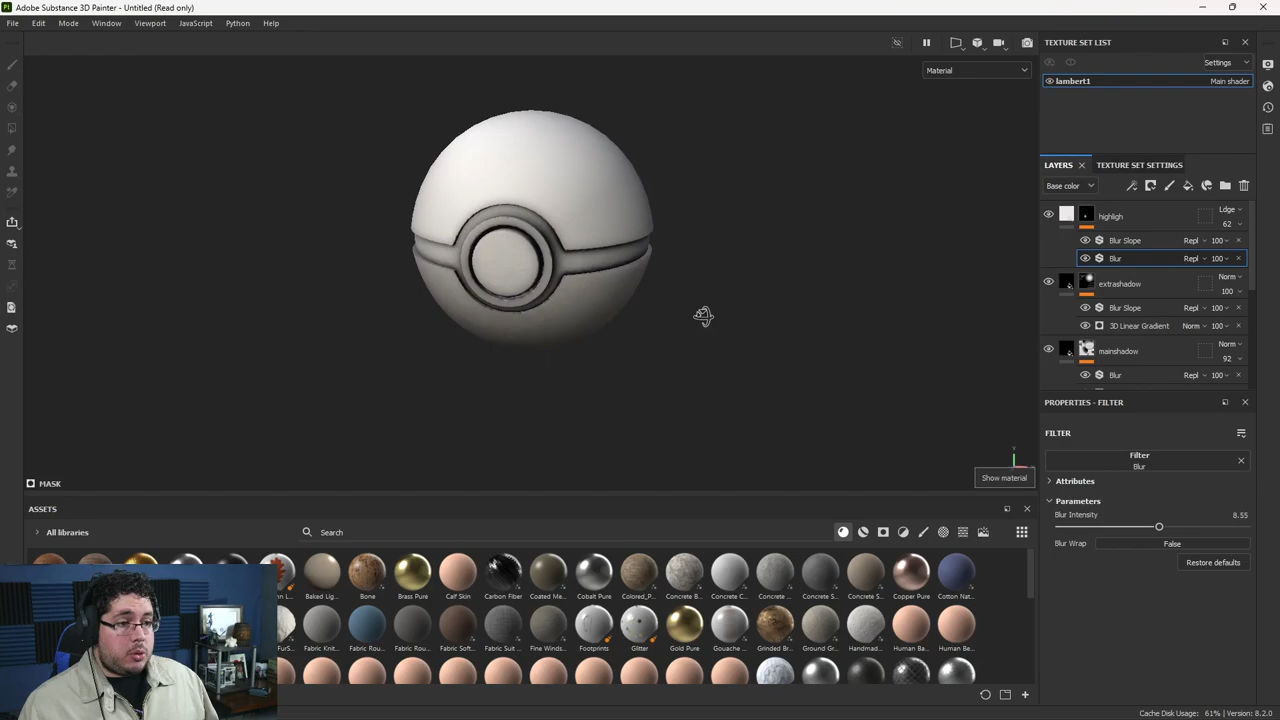 Adobe Substance 3D Painter - Untitled (Read only)
File Edit Mode Window Viewport JavaScript Python Help
Material
MASK
Show material
TEXTURE SET LIST
Settings
lambert1 Main shader
LAYERS TEXTURE SET SETTINGS
Base color
highligh Ldge 62
Blur Slope Repl 100
Blur Repl 100
extrashadow Norm 100
Blur Slope Repl 100
3D Linear Gradient Norm 100
mainshadow Norm 92
Blur Repl 100
PROPERTIES - FILTER
FILTER
Filter
Blur
Attributes
Parameters
Blur Intensity 8.55
Blur Wrap False
Restore defaults
ASSETS
All libraries Search
Baked Lig... Bone Brass Pure Calf Skin Carbon Fiber Coated Me... Cobalt Pure Colored_P... Concrete B... Concrete C... Concrete ... Concrete S... Concrete S... Copper Pure Cotton Nat...
Fabric Knit... Fabric Rou... Fabric Rou... Fabric Soft... Fabric Suit ... Fine Winds... Footprints Glitter Gold Pure Gouache ... Grinded Br... Ground Gr... Handmad... Human Ba... Human Be...
Cache Disk Usage: 61% | Version: 8.2.0